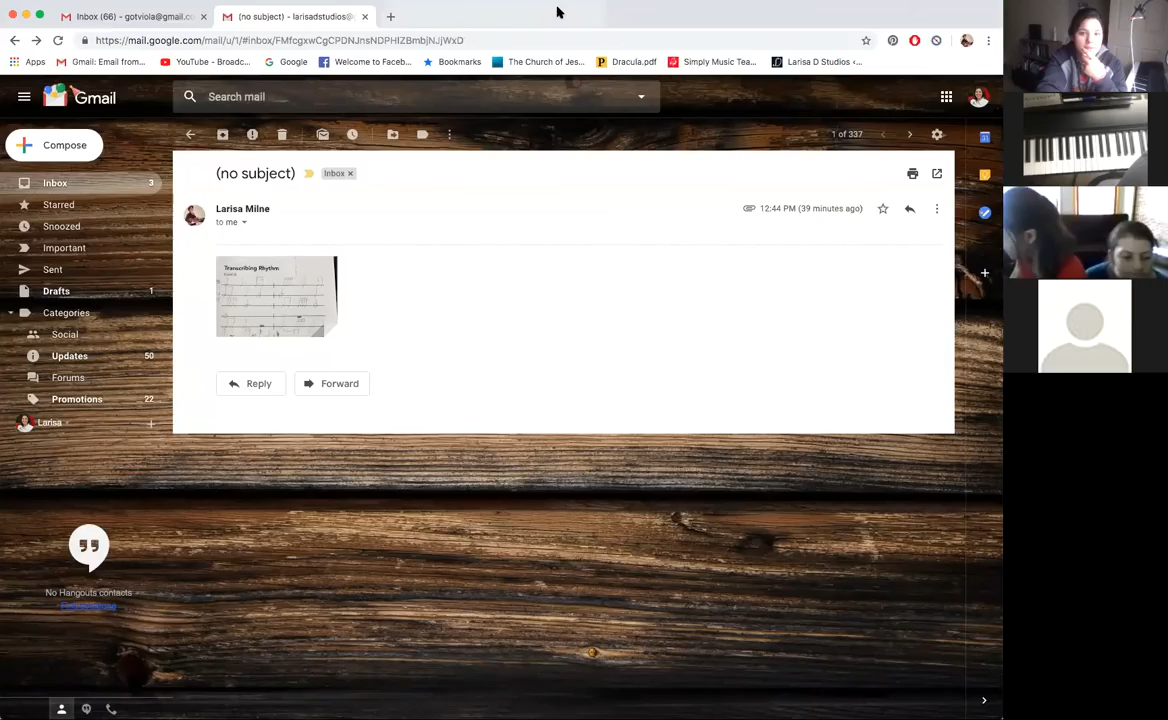 Inbox (66) - gotviola@gmail.co
(no subject) - larisadstudios@
https://mail.google.com/mail/u/1/#inbox/FMfcgxwCgCPDNJnsNDPHIZBmbjNJjWxD
Apps
Gmail: Email from...
YouTube - Broadc...
Google
Welcome to Faceb...
Bookmarks
The Church of Jes...
Dracula.pdf
Simply Music Tea...
Larisa D Studios <...
Gmail
Search mail
Compose
1 of 337
Inbox 3
Starred
Snoozed
Important
Sent
Drafts 1
Categories
Social
Updates 50
Forums
Promotions 22
Larisa
(no subject)
Inbox x
Larisa Milne
12:44 PM (39 minutes ago)
to me
Transcribing Rhythm
Reply
Forward
No Hangouts contacts